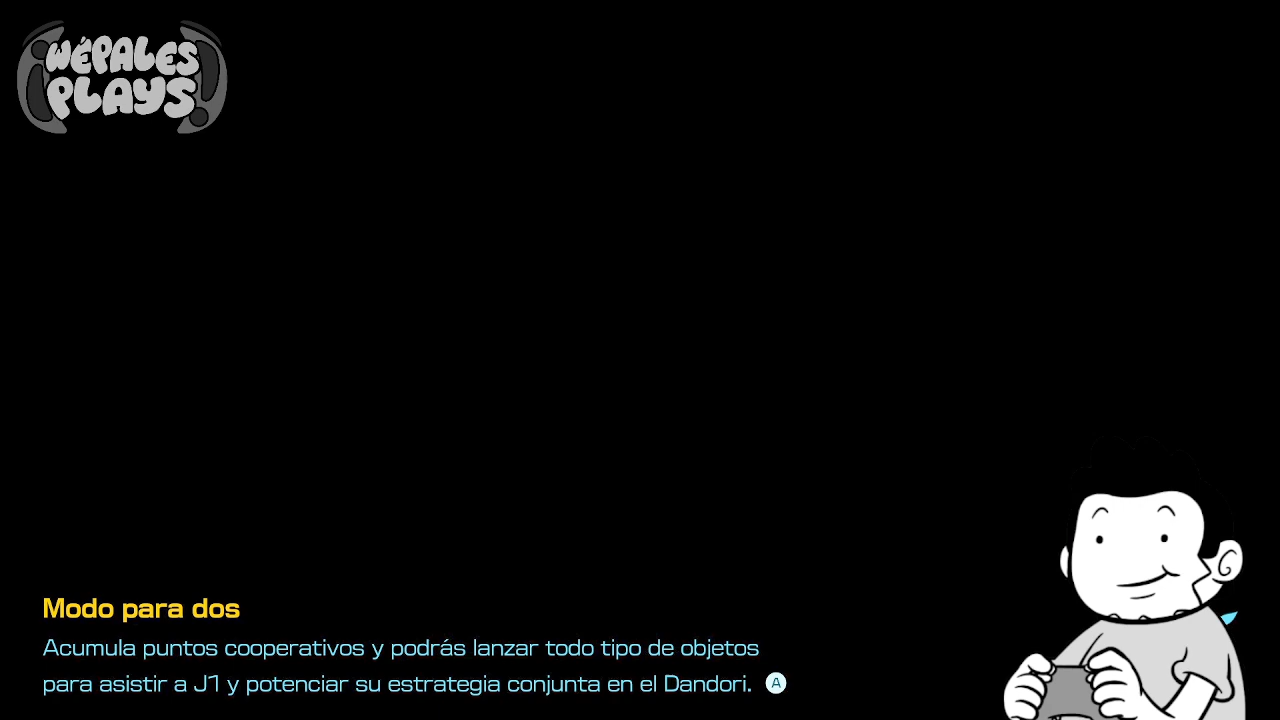 WÉPALES
PLAYS
Modo para dos
Acumula puntos cooperativos y podrás lanzar todo tipo de objetos
para asistir a J1 y potenciar su estrategia conjunta en el Dandori. A